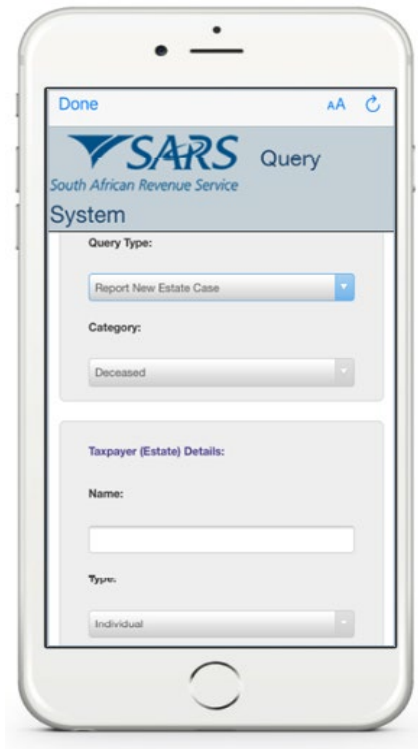 Done AA
SARS Query
South African Revenue Service
System
Query Type:
Report New Estate Case
Category:
Deceased
Taxpayer (Estate) Details:
Name:
Type:
Individual